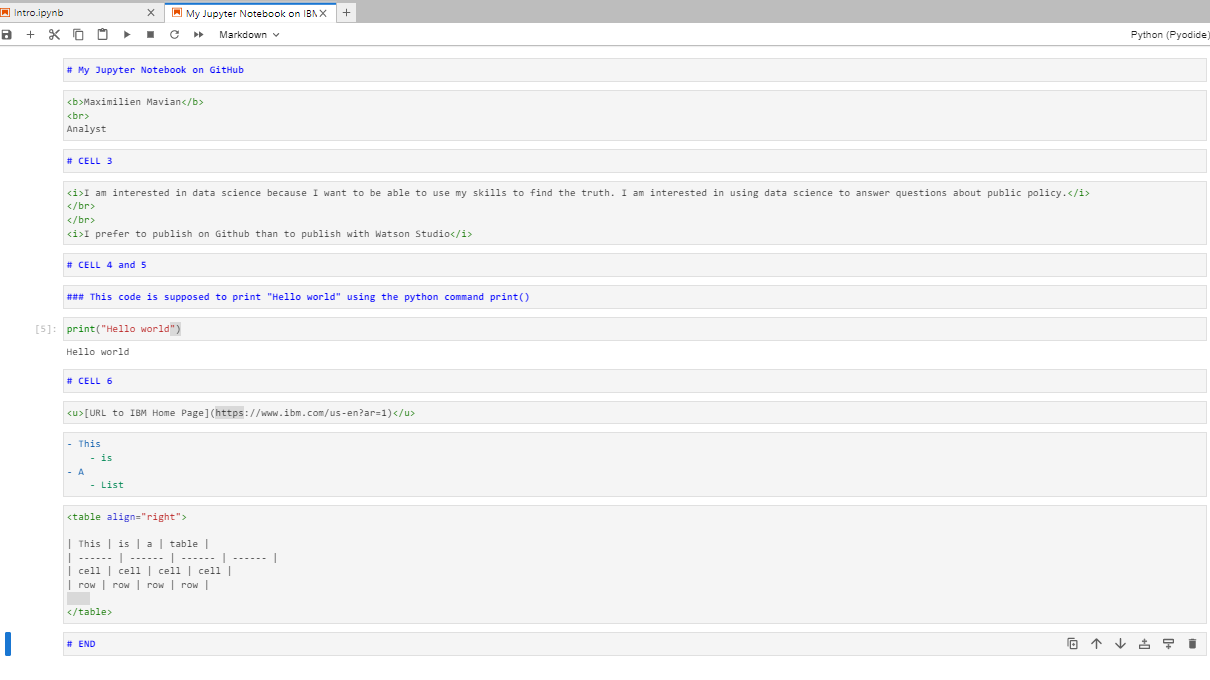 Intro.ipynb
My Jupyter Notebook on IBM
Markdown
Python (Pyodide)
# My Jupyter Notebook on GitHub
<b>Maximilien Mavian</b>
<br>
Analyst
# CELL 3
<i>I am interested in data science because I want to be able to use my skills to find the truth. I am interested in using data science to answer questions about public policy.</i>
</br>
</br>
<i>I prefer to publish on Github than to publish with Watson Studio</i>
# CELL 4 and 5
### This code is supposed to print "Hello world" using the python command print()
[5]: print("Hello world")
Hello world
# CELL 6
<u>[URL to IBM Home Page](https://www.ibm.com/us-en?ar=1)</u>
- This
    - is
- A
    - List
<table align="right">
| This | is | a | table |
| ------ | ------ | ------ | ------ |
| cell | cell | cell | cell |
| row | row | row | row |
</table>
# END